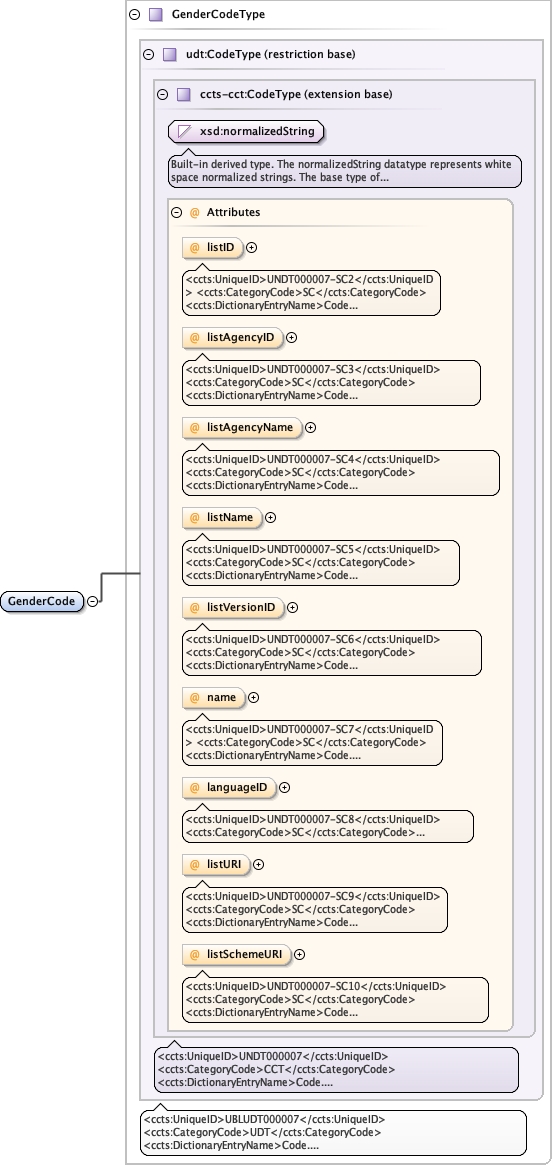 GenderCodeType
udt:CodeType (restriction base)
ccts-cct:CodeType (extension base)
xsd:normalizedString
Built-in derived type. The normalizedString datatype represents white
space normalized strings. The base type of...
@ Attributes
@ listID
<ccts:UniqueID>UNDT000007-SC2</ccts:UniqueID
> <ccts:CategoryCode>SC</ccts:CategoryCode>
<ccts:DictionaryEntryName>Code...
@ listAgencyID
<ccts:UniqueID>UNDT000007-SC3</ccts:UniqueID>
<ccts:CategoryCode>SC</ccts:CategoryCode>
<ccts:DictionaryEntryName>Code...
@ listAgencyName
<ccts:UniqueID>UNDT000007-SC4</ccts:UniqueID>
<ccts:CategoryCode>SC</ccts:CategoryCode>
<ccts:DictionaryEntryName>Code...
@ listName
<ccts:UniqueID>UNDT000007-SC5</ccts:UniqueID>
<ccts:CategoryCode>SC</ccts:CategoryCode>
<ccts:DictionaryEntryName>Code...
GenderCode
@ listVersionID
<ccts:UniqueID>UNDT000007-SC6</ccts:UniqueID>
<ccts:CategoryCode>SC</ccts:CategoryCode>
<ccts:DictionaryEntryName>Code...
@ name
<ccts:UniqueID>UNDT000007-SC7</ccts:UniqueID
> <ccts:CategoryCode>SC</ccts:CategoryCode>
<ccts:DictionaryEntryName>Code....
@ languageID
<ccts:UniqueID>UNDT000007-SC8</ccts:UniqueID>
<ccts:CategoryCode>SC</ccts:CategoryCode>...
@ listURI
<ccts:UniqueID>UNDT000007-SC9</ccts:UniqueID>
<ccts:CategoryCode>SC</ccts:CategoryCode>
<ccts:DictionaryEntryName>Code...
@ listSchemeURI
<ccts:UniqueID>UNDT000007-SC10</ccts:UniqueID>
<ccts:CategoryCode>SC</ccts:CategoryCode>
<ccts:DictionaryEntryName>Code...
<ccts:UniqueID>UNDT000007</ccts:UniqueID>
<ccts:CategoryCode>CCT</ccts:CategoryCode>
<ccts:DictionaryEntryName>Code....
<ccts:UniqueID>UBLUDT000007</ccts:UniqueID>
<ccts:CategoryCode>UDT</ccts:CategoryCode>
<ccts:DictionaryEntryName>Code....